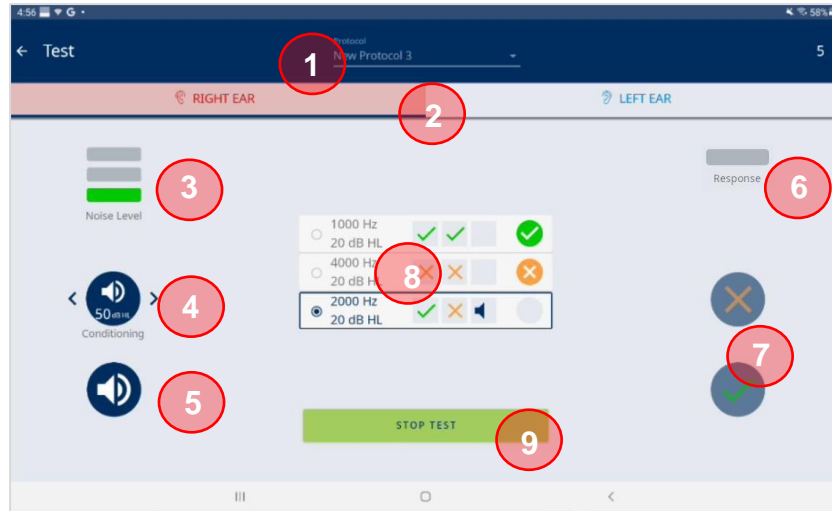 4:56 G 58%
Test
Protocol
New Protocol 3
5
1
RIGHT EAR
2
LEFT EAR
3
Noise Level
Response
6
1000 Hz
20 dB HL
4000 Hz
20 dB HL
8
2000 Hz
20 dB HL
50 dB HL
4
Conditioning
7
5
STOP TEST
9